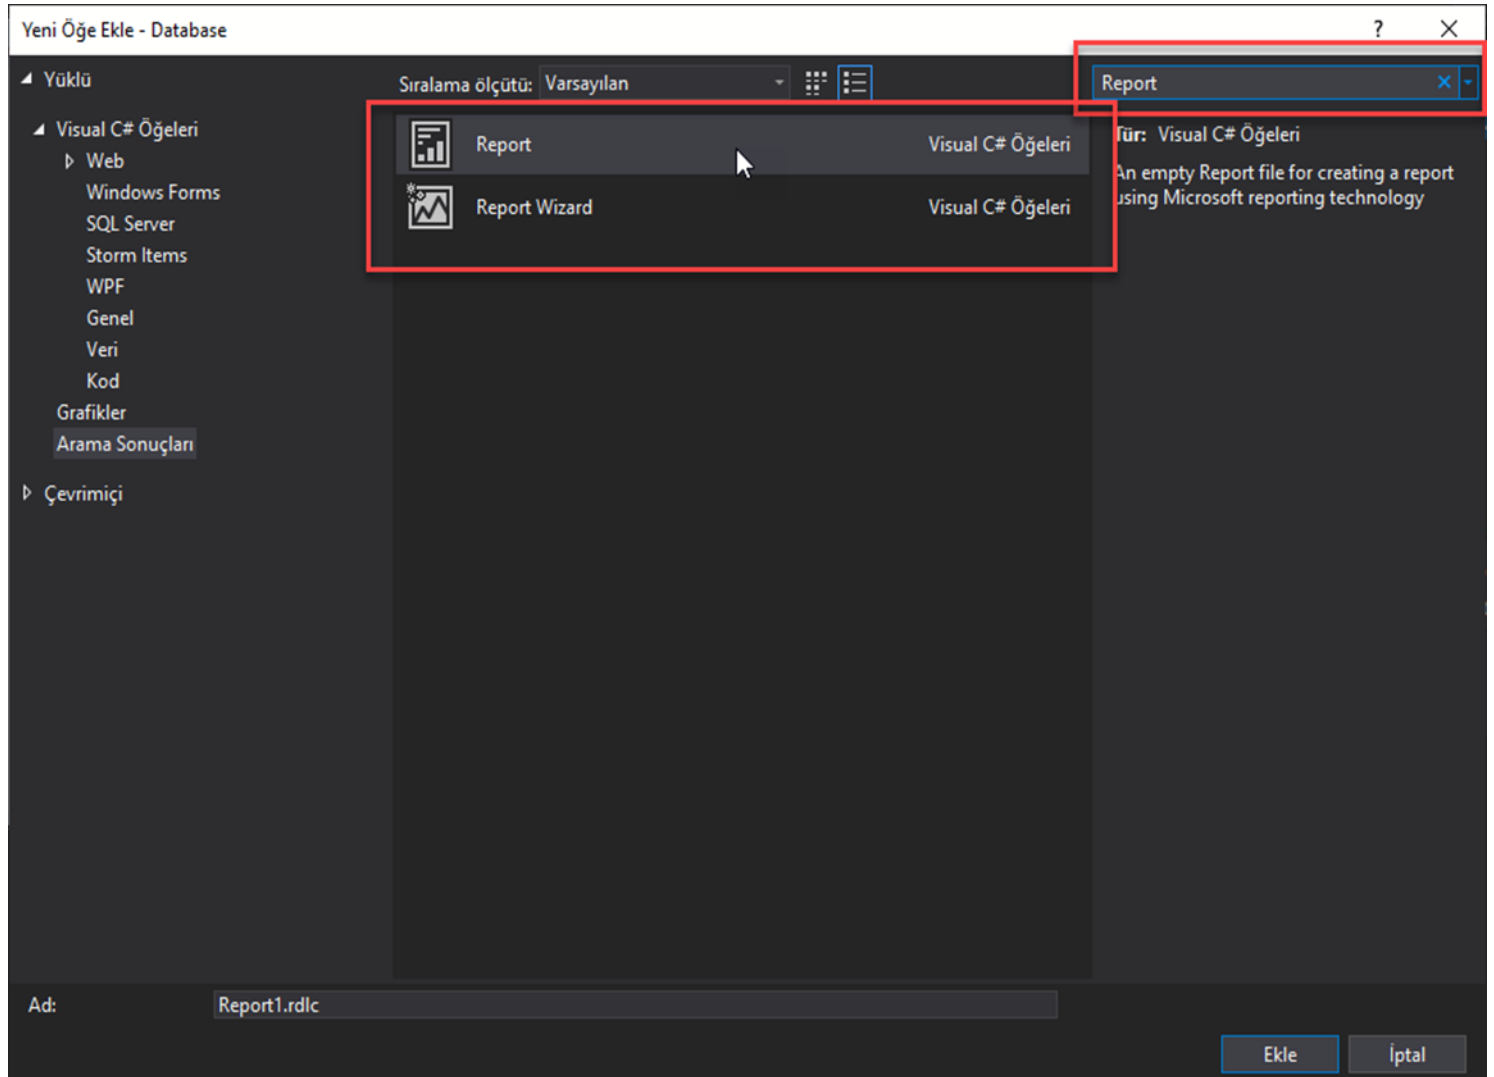 Yeni Öğe Ekle - Database
?
Yüklü
Visual C# Öğeleri
Web
Windows Forms
SQL Server
Storm Items
WPF
Genel
Veri
Kod
Grafikler
Arama Sonuçları
Çevrimiçi
Sıralama ölçütü: Varsayılan
Report Visual C# Öğeleri
Report Wizard Visual C# Öğeleri
Report
Tür: Visual C# Öğeleri
An empty Report file for creating a report
using Microsoft reporting technology
Ad: Report1.rdlc
Ekle İptal